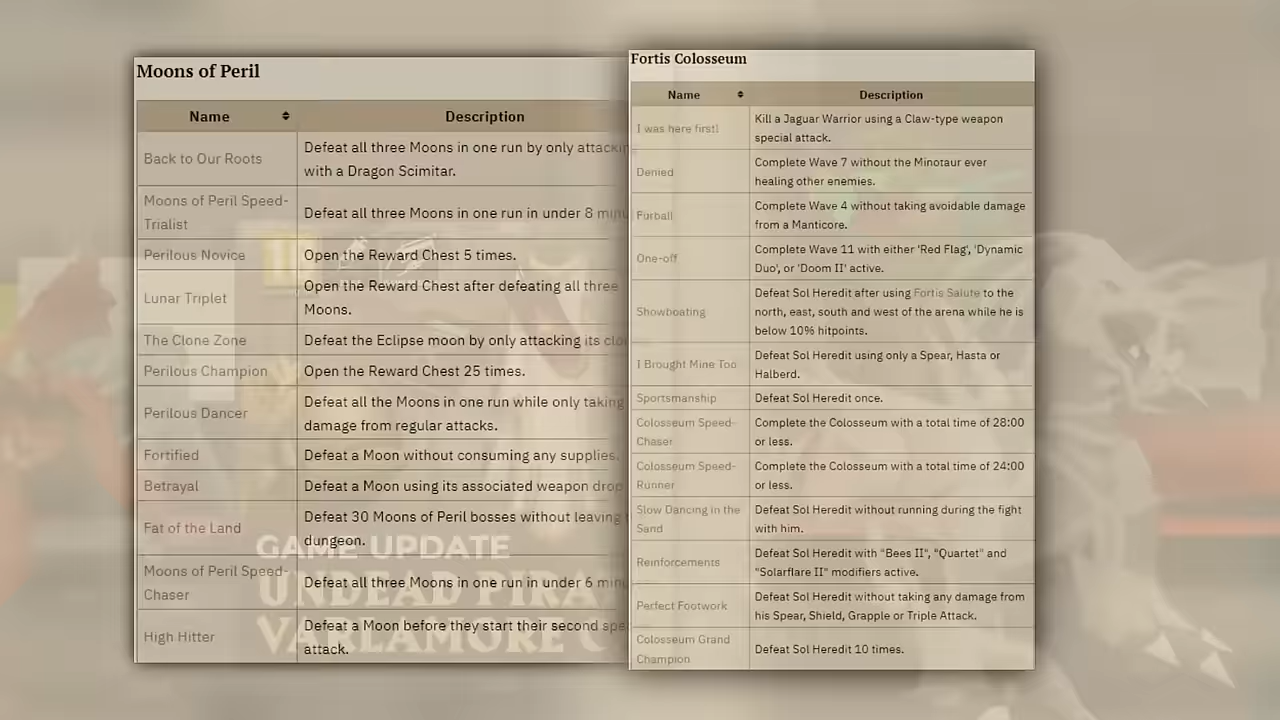 Moons of Peril
Name
Description
Back to Our Roots
Defeat all three Moons in one run by only attacking
with a Dragon Scimitar.
Moons of Peril Speed-
Trialist
Defeat all three Moons in one run in under 8
Perilous Novice
Open the Reward Chest 5 times.
Lunar Triplet
Open the Reward Chest after defeating all three
Moons.
The Clone Zone
Defeat the Eclipse moon by only attacking its
Perilous Champion
Open the Reward Chest 25 times.
Perilous Dancer
Defeat all the Moons in one run while only taking
damage from regular attacks.
Fortified
Defeat a Moon without consuming any supplies.
Betrayal
Defeat a Moon using its associated weapon drop
Fat of the Land
Defeat 30 Moons of Peril bosses without leaving
dungeon.
Moons of Peril Speed-
Chaser
Defeat all three Moons in one run in under 6
High Hitter
Defeat a Moon before they start their second
attack.
Fortis Colosseum
Name
Description
I was here first!
Kill a Jaguar Warrior using a Claw-type weapon
special attack.
Denied
Complete Wave 7 without the Minotaur ever
healing other enemies.
Furball
Complete Wave 4 without taking avoidable damage
from a Manticore.
One-off
Complete Wave 11 with either 'Red Flag', 'Dynamic
Duo', or 'Doom II' active.
Showboating
Defeat Sol Heredit after using Fortis Salute to the
north, east, south and west of the arena while he is
below 10% hitpoints.
I Brought Mine Too
Defeat Sol Heredit using only a Spear, Hasta or
Halberd.
Sportsmanship
Defeat Sol Heredit once.
Colosseum Speed-
Chaser
Complete the Colosseum with a total time of 28:00
or less.
Colosseum Speed-
Runner
Complete the Colosseum with a total time of 24:00
or less.
Slow Dancing in the
Sand
Defeat Sol Heredit without running during the fight
with him.
Reinforcements
Defeat Sol Heredit with "Bees II", "Quartet" and
"Solarflare II" modifiers active.
Perfect Footwork
Defeat Sol Heredit without taking any damage from
his Spear, Shield, Grapple or Triple Attack.
Colosseum Grand
Champion
Defeat Sol Heredit 10 times.
GAME UPDATE
UNDEAD
VARLAMORE